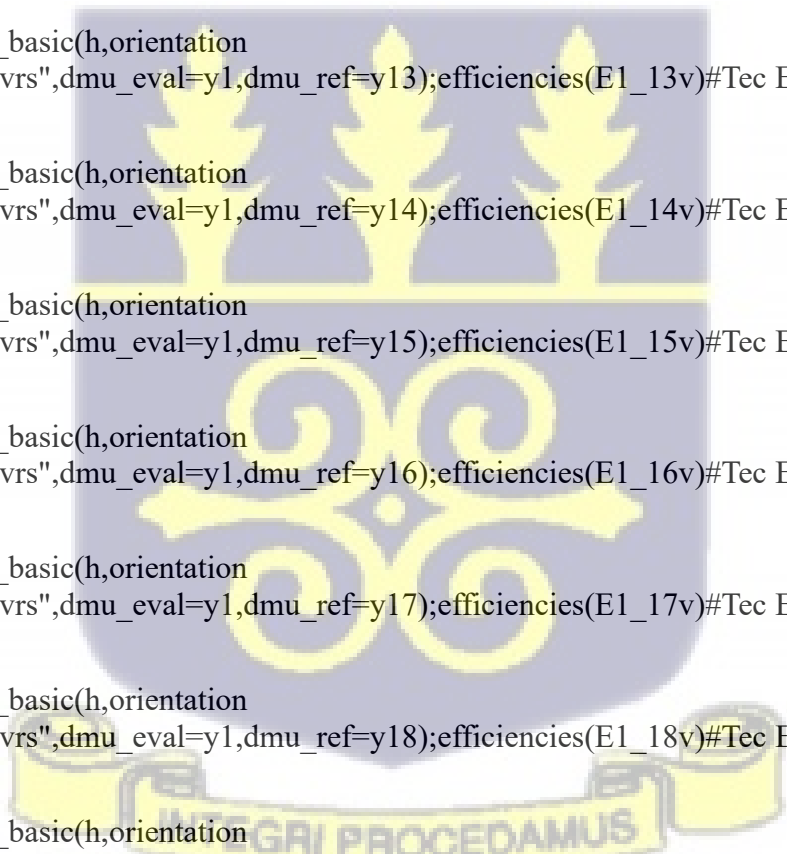 _basic(h,orientation
vrs",dmu_eval=y1,dmu_ref=y13);efficiencies(E1_13v)#Tec E
_basic(h,orientation
vrs",dmu_eval=y1,dmu_ref=y14);efficiencies(E1_14v)#Tec E
_basic(h,orientation
vrs",dmu_eval=y1,dmu_ref=y15);efficiencies(E1_15v)#Tec E
_basic(h,orientation
vrs",dmu_eval=y1,dmu_ref=y16);efficiencies(E1_16v)#Tec E
_basic(h,orientation
vrs",dmu_eval=y1,dmu_ref=y17);efficiencies(E1_17v)#Tec E
_basic(h,orientation
vrs",dmu_eval=y1,dmu_ref=y18);efficiencies(E1_18v)#Tec E
_basic(h,orientation
INTEGRI PROCEDAMUS